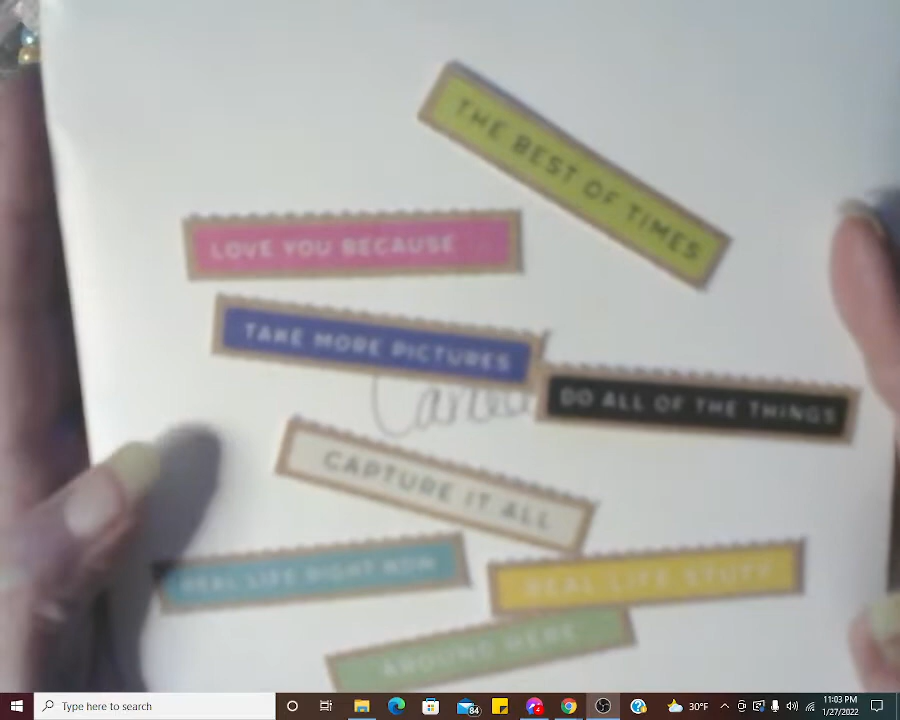 THE BEST OF TIMES
LOVE YOU BECAUSE
TAKE MORE PICTURES
DO ALL OF THE THINGS
CAPTURE IT ALL
REAL LIFE RIGHT NOW
REAL LIFE STUFF
AROUND HERE
Type here to search
84
4
30°F
11:03 PM
1/27/2022